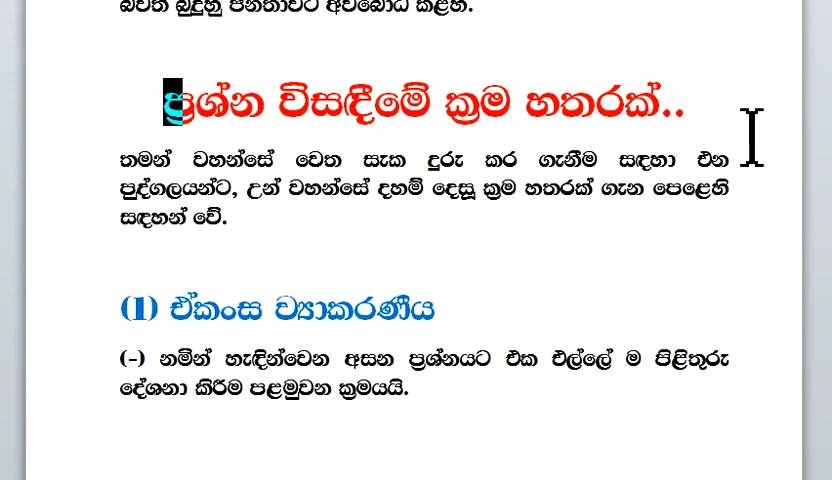 බවත් බුදුහු පින්තාවට අවබෝධ කළහ.
ප්‍රශ්න විසඳීමේ ක්‍රම හතරක්..
තමන් වහන්සේ වෙත සැක දුරු කර ගැනීම සඳහා එන
පුද්ගලයන්ට, උන් වහන්සේ දහම් දෙසූ ක්‍රම හතරක් ගැන පෙළෙහි
සඳහන් වේ.
(1) ඒකංස ව්‍යාකරණීය
(-) නමින් හැඳින්වෙන අසන ප්‍රශ්නයට එක එල්ලේ ම පිළිතුරු
දේශනා කිරීම පළමුවන ක්‍රමයයි.